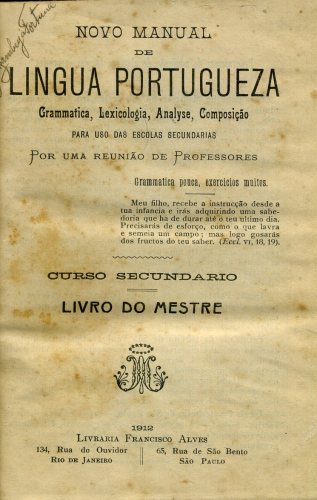 NOVO MANUAL
DE
LINGUA PORTUGUEZA
Grammatica, Lexicologia, Analyse, Composição
PARA USO DAS ESCOLAS SECUNDARIAS
POR UMA REUNIÃO DE PROFESSORES
Grammatica pouca, exercicios muitos.
Meu filho, recebe a instrucção desde a
tua infancia e irás adquirindo uma sabe-
doria que ha de durar até o teu ultimo dia.
Precisarás de esforço, como o que lavra
e semeia um campo; mas logo gosarás
dos fructos do teu saber. (Eccl. VI, 18, 19).
CURSO SECUNDARIO
LIVRO DO MESTRE
1912
LIVRARIA FRANCISCO ALVES
134, Rua do Ouvidor 65, Rua de São Bento
RIO DE JANEIRO SÃO PAULO